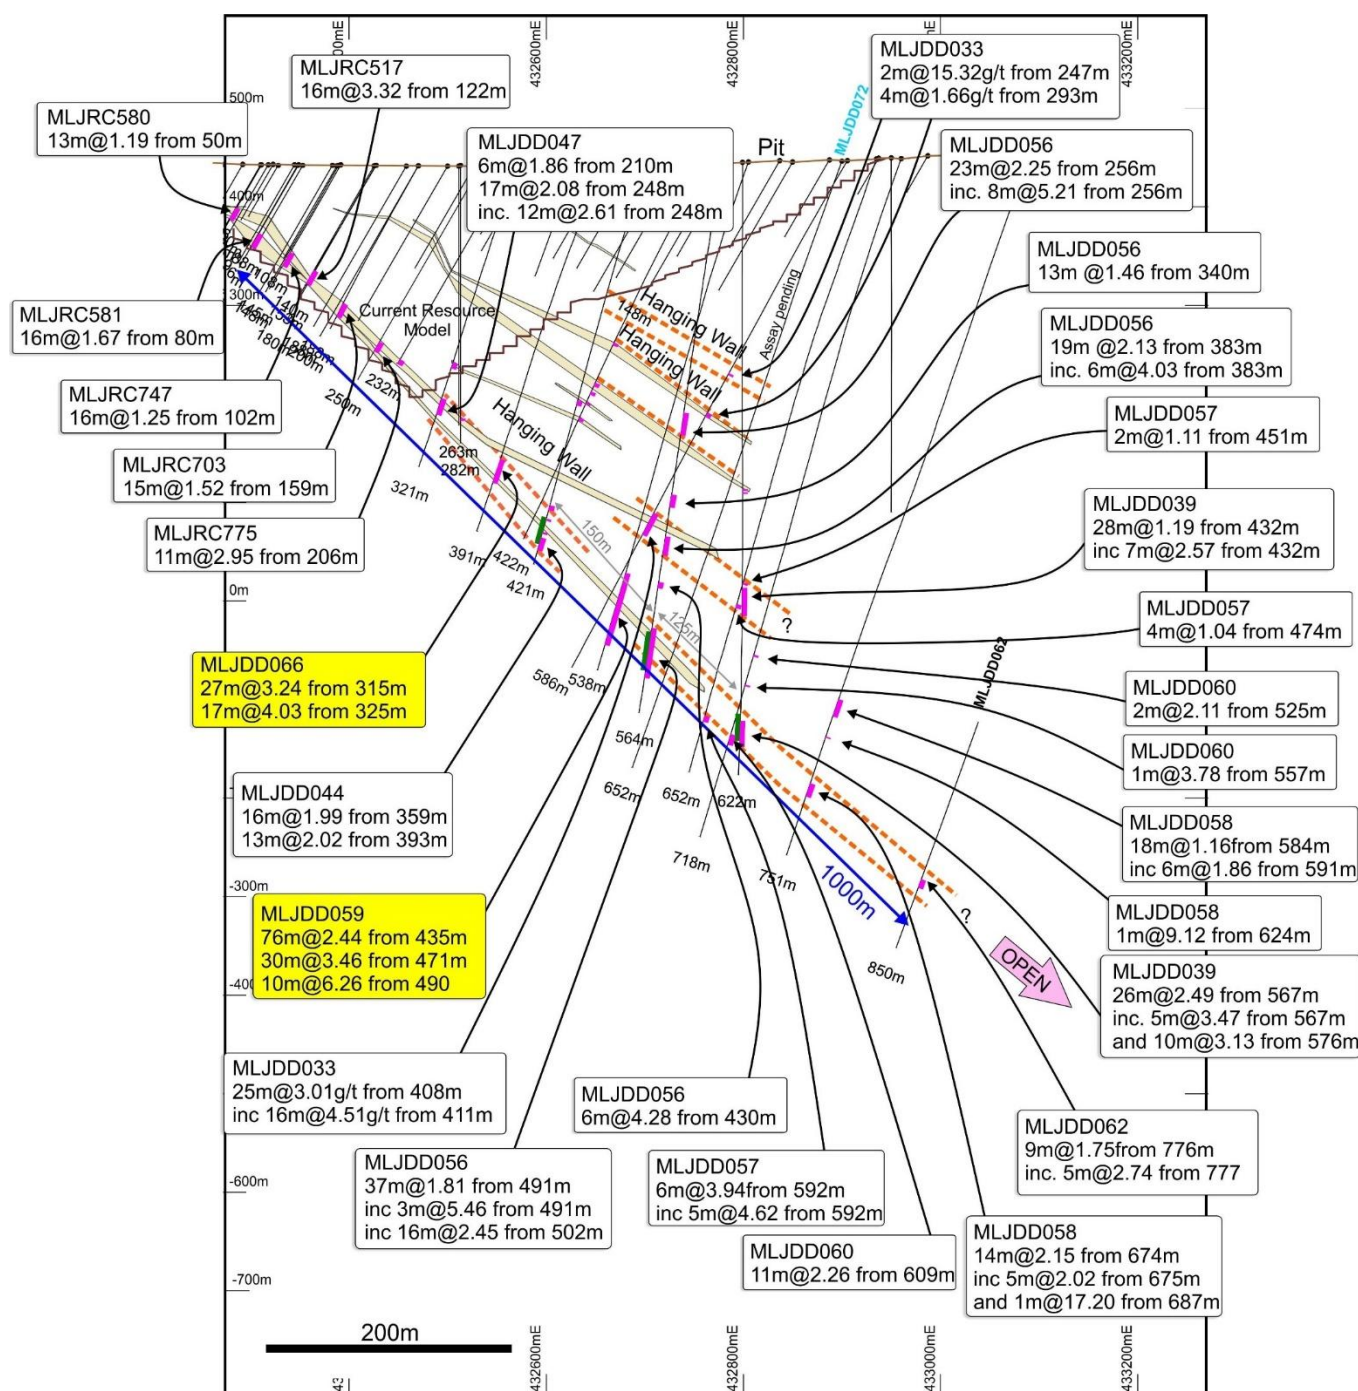 432600mE
432800mE
mE
433200mE
MLJRC517
16m@3.32 from 122m
MLJDD033
2m@15.32g/t from 247m
4m@1.66g/t from 293m
MLJDD072
500m
MLJRC580
13m@1.19 from 50m
MLJDD047
6m@1.86 from 210m
17m@2.08 from 248m
inc. 12m@2.61 from 248m
Pit
MLJDD056
23m@2.25 from 256m
inc. 8m@5.21 from 256m
400m
MLJDD056
13m @1.46 from 340m
Assay pending
MLJRC581
16m@1.67 from 80m
300m
108m
140m
180m
200m
Current Resource
Model
148m
Hanging Wall
Hanging Wall
MLJDD056
19m @2.13 from 383m
inc. 6m@4.03 from 383m
232m
250m
MLJRC747
16m@1.25 from 102m
Hanging Wall
MLJDD057
2m@1.11 from 451m
263m
282m
321m
MLJRC703
15m@1.52 from 159m
MLJDD039
28m@1.19 from 432m
inc 7m@2.57 from 432m
MLJRC775
11m@2.95 from 206m
391m
422m
421m
150m
0m
125m
?
MLJDD057
4m@1.04 from 474m
MLJDD066
27m@3.24 from 315m
17m@4.03 from 325m
586m
538m
MLJDD062
MLJDD060
2m@2.11 from 525m
564m
MLJDD060
1m@3.78 from 557m
652m
652m
622m
MLJDD044
16m@1.99 from 359m
13m@2.02 from 393m
MLJDD058
18m@1.16from 584m
inc 6m@1.86 from 591m
718m
751m
-300m
1000m
?
MLJDD058
1m@9.12 from 624m
MLJDD059
76m@2.44 from 435m
30m@3.46 from 471m
10m@6.26 from 490
850m
OPEN
MLJDD039
26m@2.49 from 567m
inc. 5m@3.47 from 567m
and 10m@3.13 from 576m
MLJDD033
25m@3.01g/t from 408m
inc 16m@4.51g/t from 411m
MLJDD056
6m@4.28 from 430m
MLJDD062
9m@1.75from 776m
inc. 5m@2.74 from 777
MLJDD056
37m@1.81 from 491m
inc 3m@5.46 from 491m
inc 16m@2.45 from 502m
MLJDD057
6m@3.94from 592m
inc 5m@4.62 from 592m
-600m
MLJDD060
11m@2.26 from 609m
MLJDD058
14m@2.15 from 674m
inc 5m@2.02 from 675m
and 1m@17.20 from 687m
-700m
200m
432600mE
432800mE
433000mE
433200mE